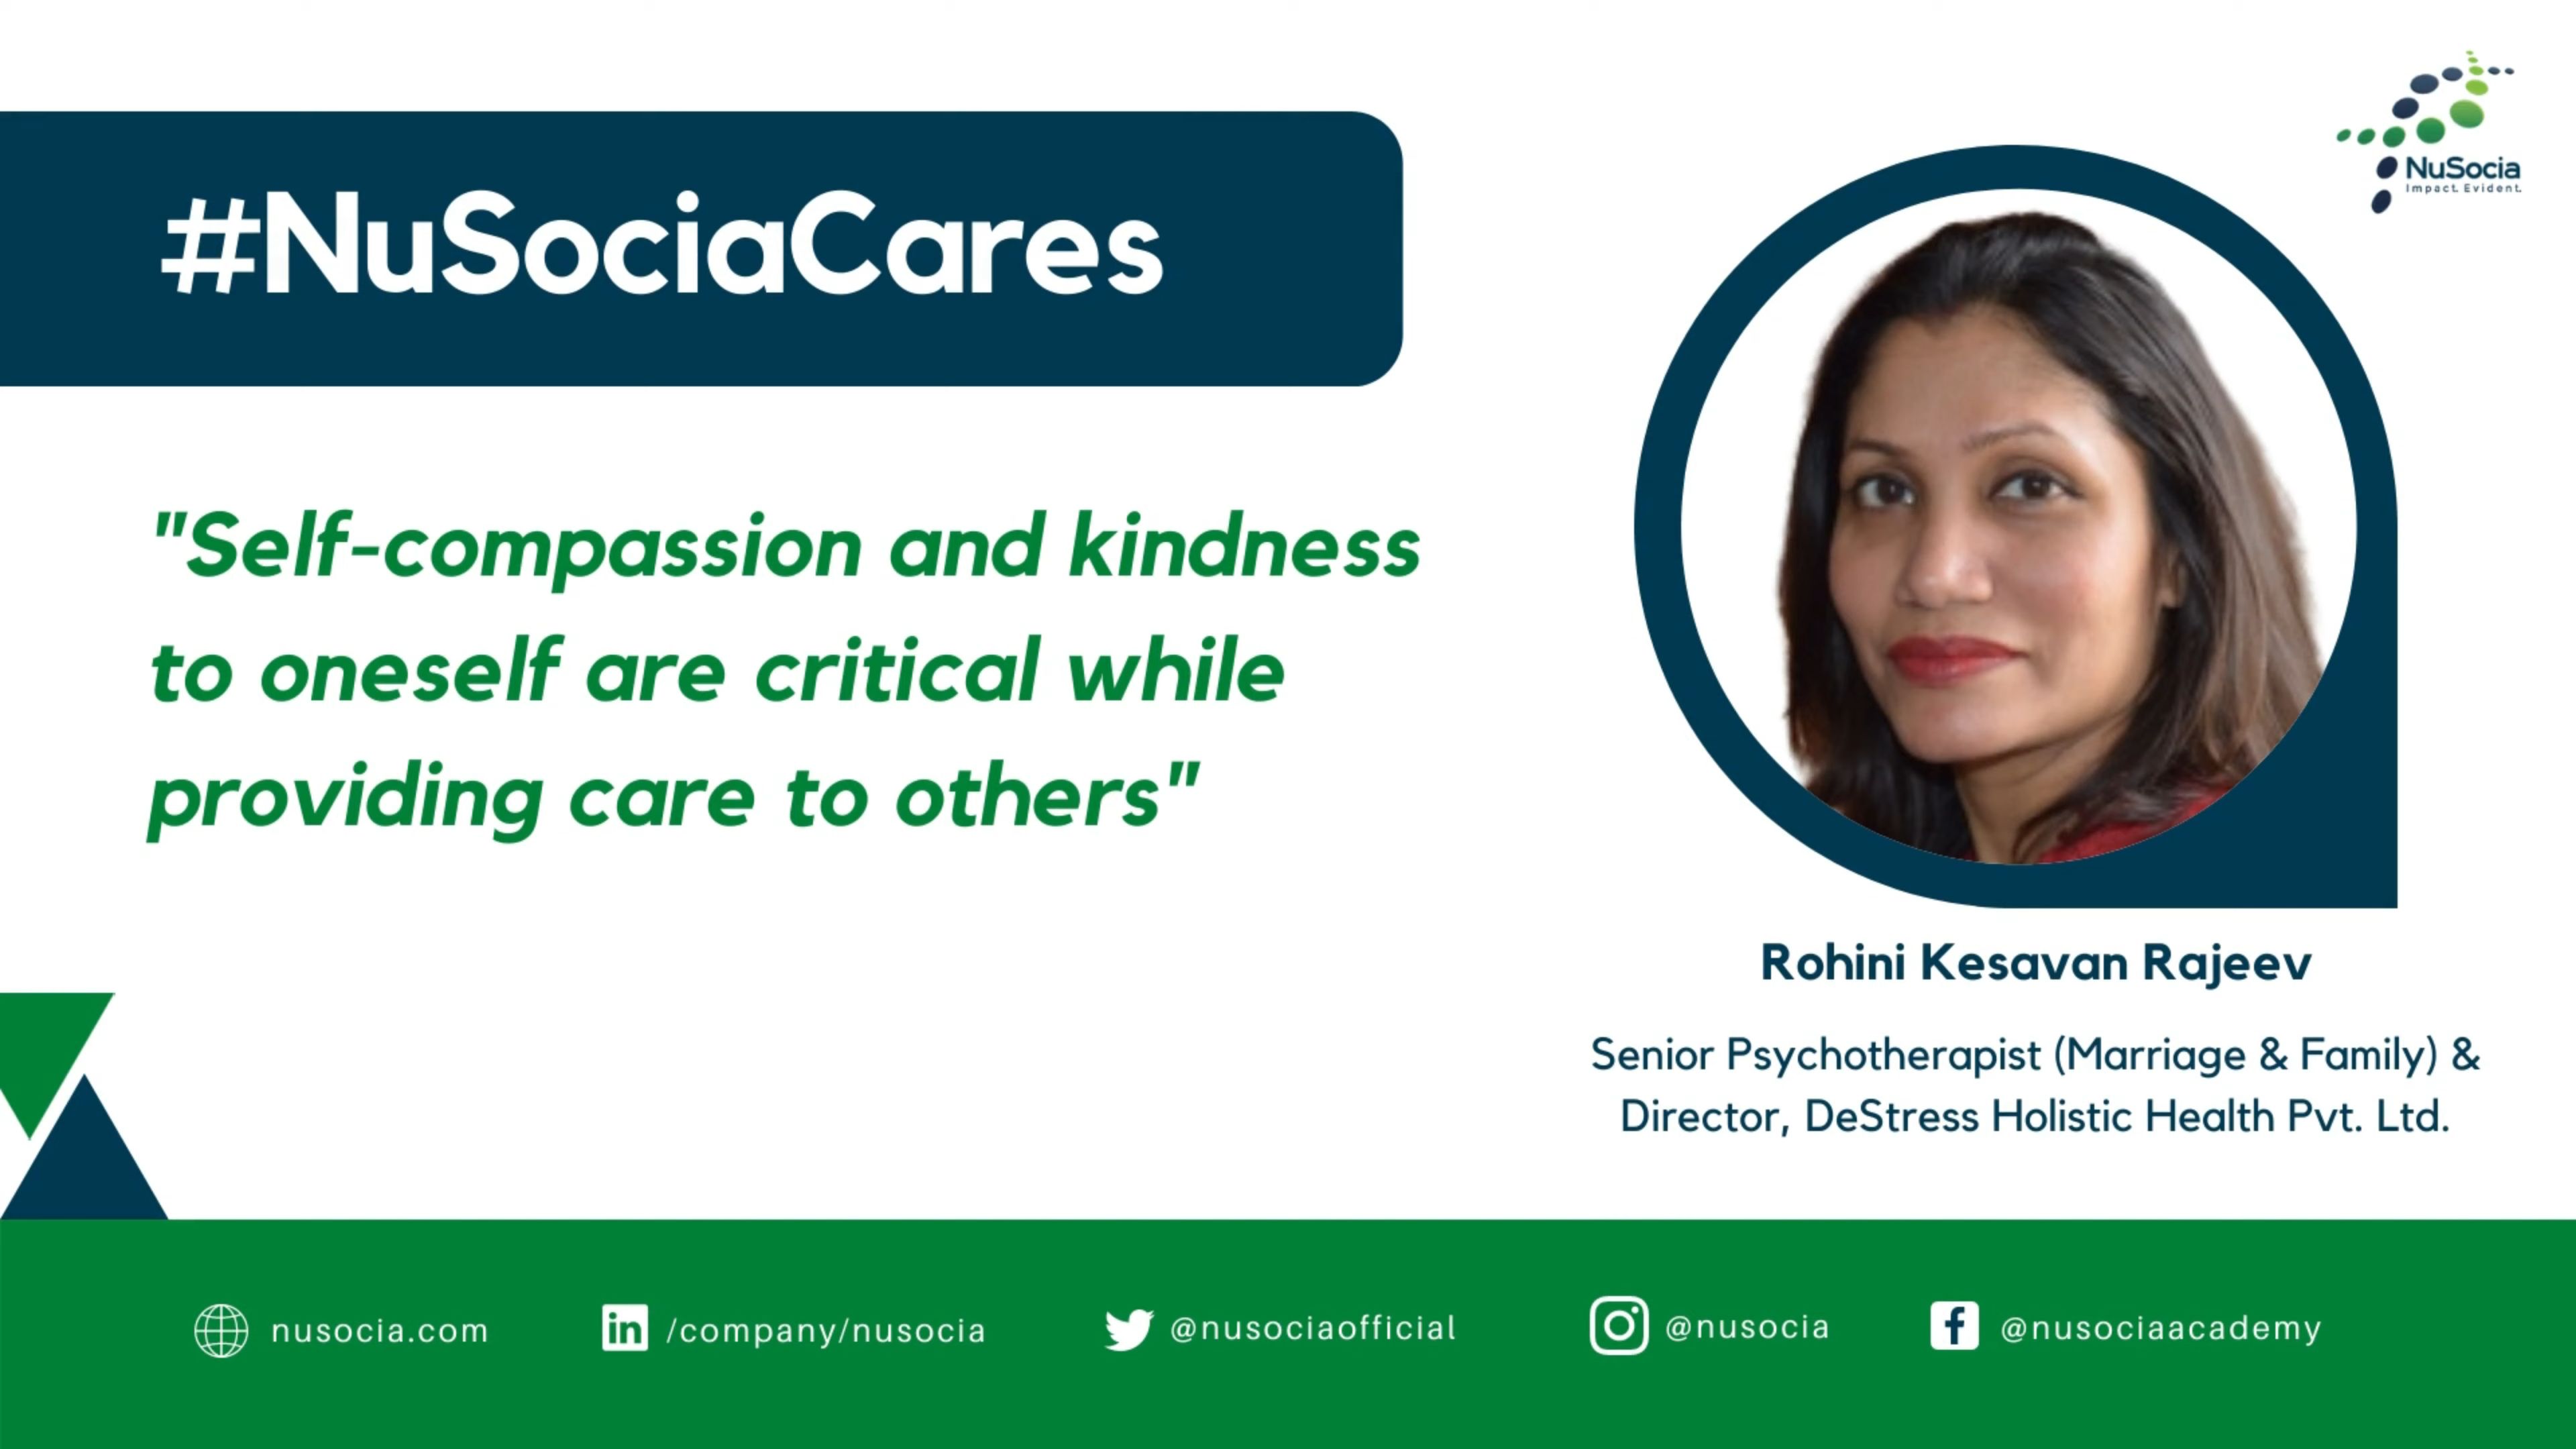 #NuSociaCares
"Self-compassion and kindness
to oneself are critical while
providing care to others"
NuSocia
Impact. Evident.
Rohini Kesavan Rajeev
Senior Psychotherapist (Marriage & Family) &
Director, DeStress Holistic Health Pvt. Ltd.
nusocia.com
in /company/nusocia
@nusociaofficial
@nusocia
f @nusociaacademy